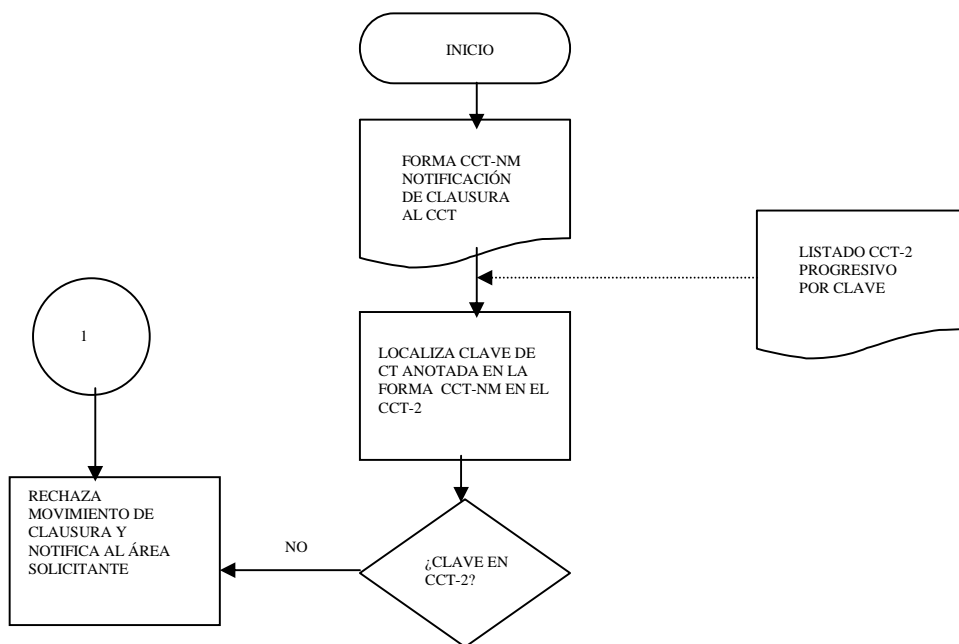 INICIO
FORMA CCT-NM
NOTIFICACIÓN
DE CLAUSURA
AL CCT
LISTADO CCT-2
PROGRESIVO
POR CLAVE
1
LOCALIZA CLAVE DE
CT ANOTADA EN LA
FORMA CCT-NM EN EL
CCT-2
RECHAZA
MOVIMIENTO DE
CLAUSURA Y
NOTIFICA AL ÁREA
SOLICITANTE
NO
¿CLAVE EN
CCT-2?